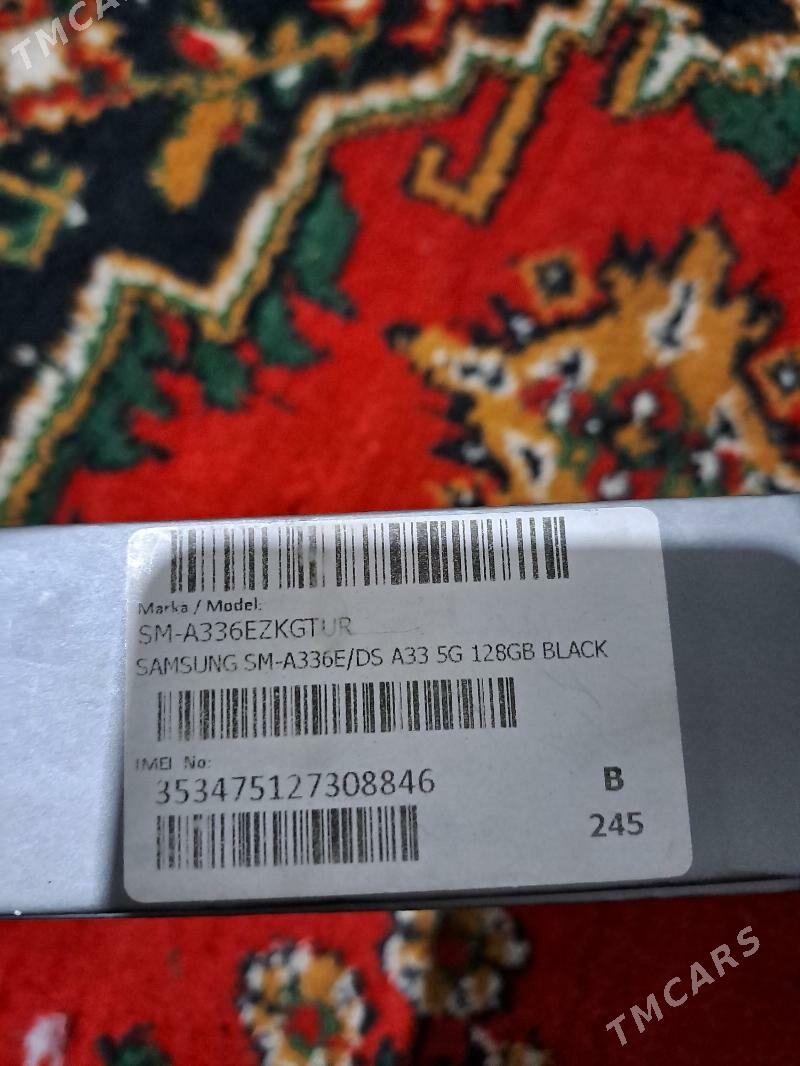 TMCARS
Marka / Model:
SM-A336EZKGTUR
SAMSUNG SM-A336E/DS A33 5G 128GB BLACK
IMEI No:
353475127308846
B
245
TMCARS